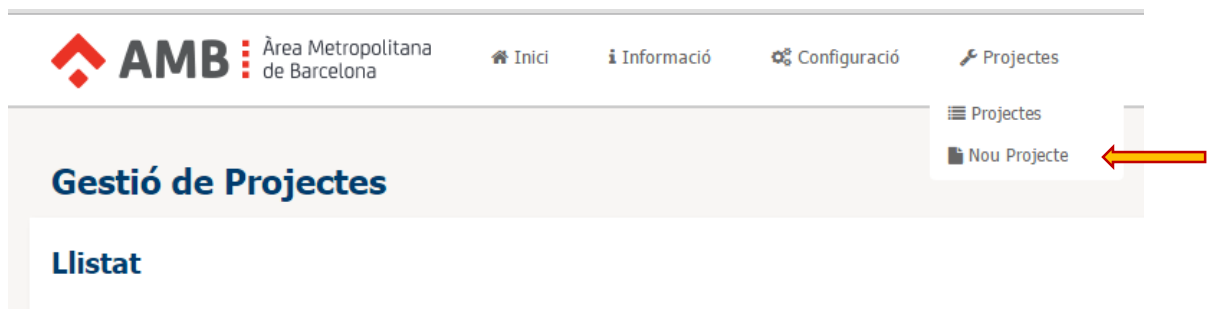 AMB Àrea Metropolitana
de Barcelona
Inici
Informació
Configuració
Projectes
Projectes
Nou Projecte
Gestió de Projectes
Llistat